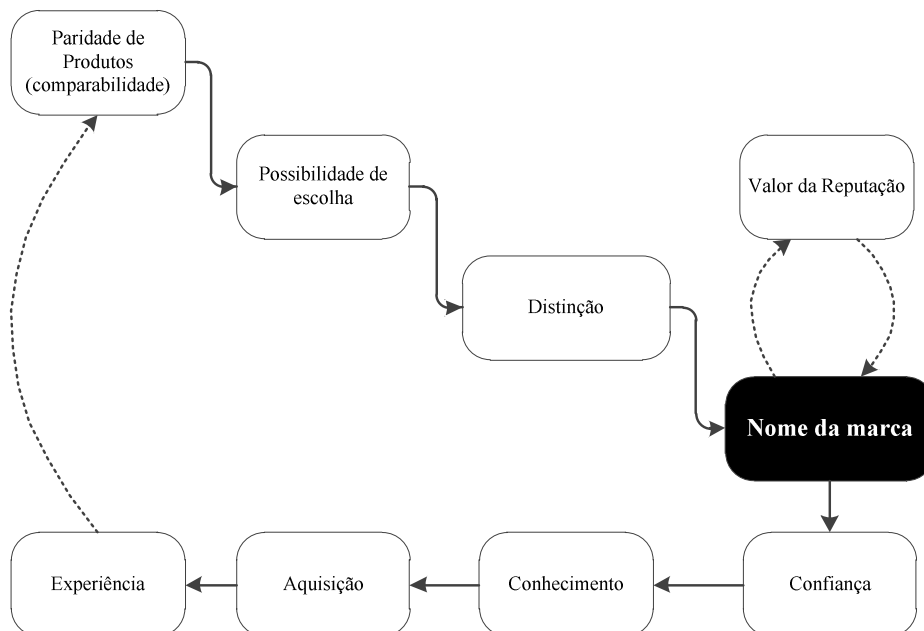 Paridade de
Produtos
(comparabilidade)
Possibilidade de
escolha
Valor da Reputação
Distinção
Nome da marca
Experiência
Aquisição
Conhecimento
Confiança